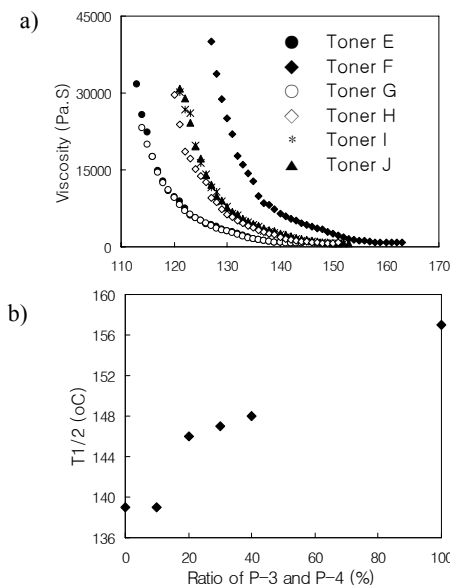 a)
45000
30000
15000
0
Viscosity (Pa.S)
Toner E
Toner F
Toner G
Toner H
Toner I
Toner J
110 120 130 140 150 160 170
b)
160
156
152
148
144
140
136
T1/2 (oC)
0 20 40 60 80 100
Ratio of P-3 and P-4 (%)